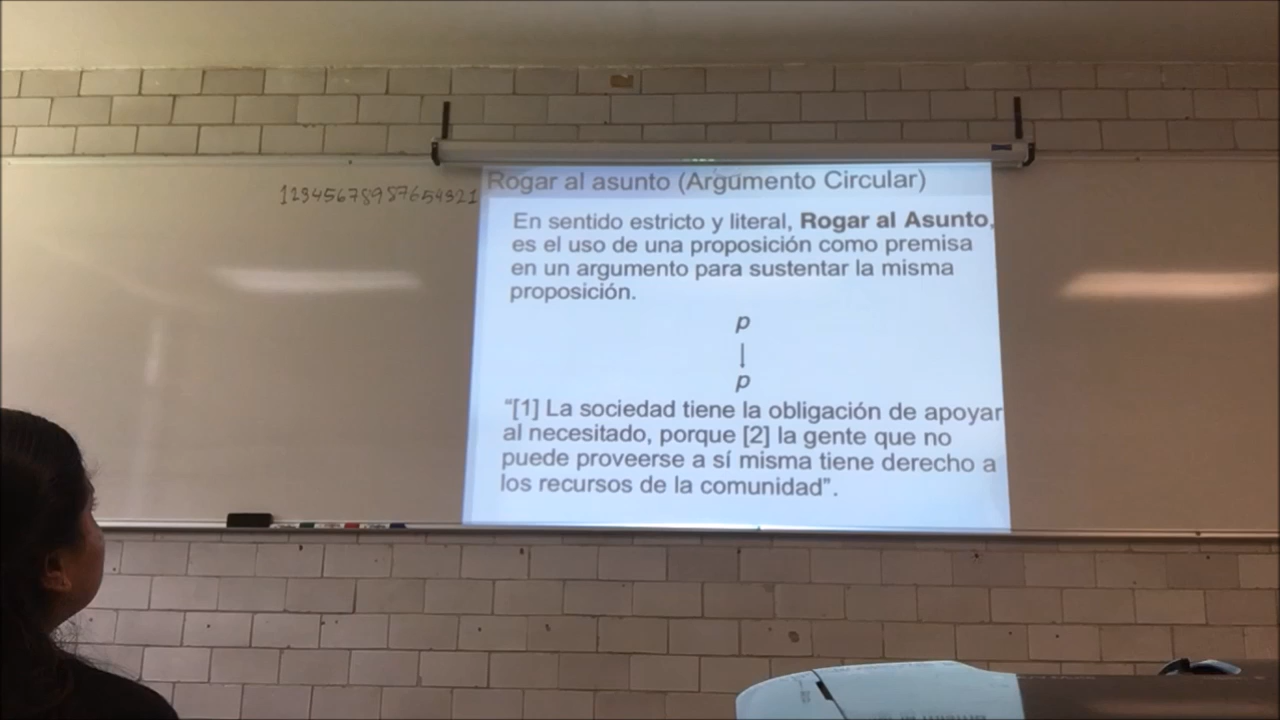 12345678987654321
Rogar al asunto (Argumento Circular)
En sentido estricto y literal, Rogar al Asunto,
es el uso de una proposición como premisa
en un argumento para sustentar la misma
proposición.
p
|
p
“[1] La sociedad tiene la obligación de apoyar
al necesitado, porque [2] la gente que no
puede proveerse a sí misma tiene derecho a
los recursos de la comunidad”.